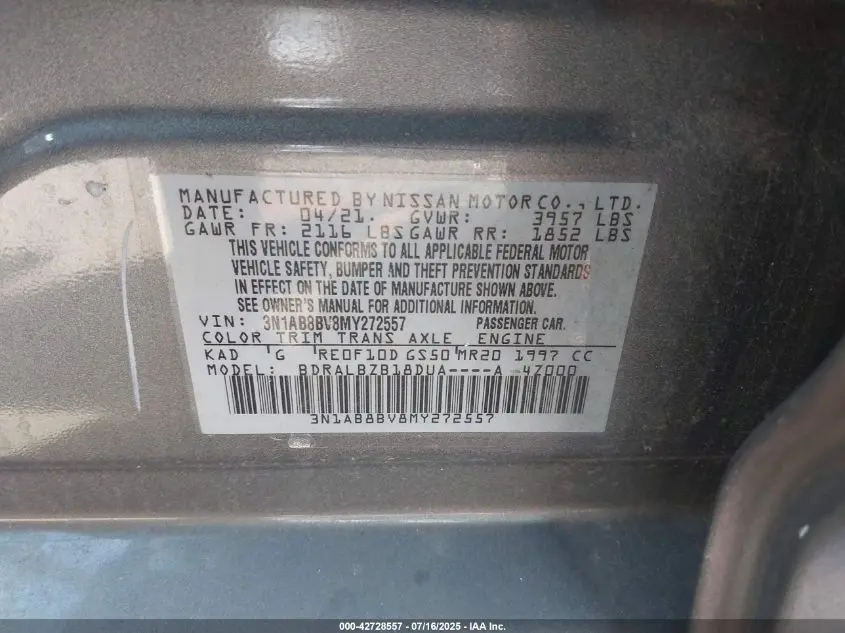 MANUFACTURED BY NISSAN MOTOR CO., LTD.
DATE: 04/21. GVWR: 3957 LBS
GAWR FR: 2116 LBS GAWR RR: 1852 LBS
THIS VEHICLE CONFORMS TO ALL APPLICABLE FEDERAL MOTOR
VEHICLE SAFETY, BUMPER AND THEFT PREVENTION STANDARDS
IN EFFECT ON THE DATE OF MANUFACTURE SHOWN ABOVE.
SEE OWNER'S MANUAL FOR ADDITIONAL INFORMATION.
VIN: 3N1AB8BV8MY272557 PASSENGER CAR.
COLOR TRIM TRANS AXLE ENGINE
KAD 'G 'RE0F10D GS50'MR20 1997 CC
MODEL: BDRALBZB18DUA----A 4Z000
3N1AB8BV8MY272557
000-42728557 - 07/16/2025 - IAA Inc.